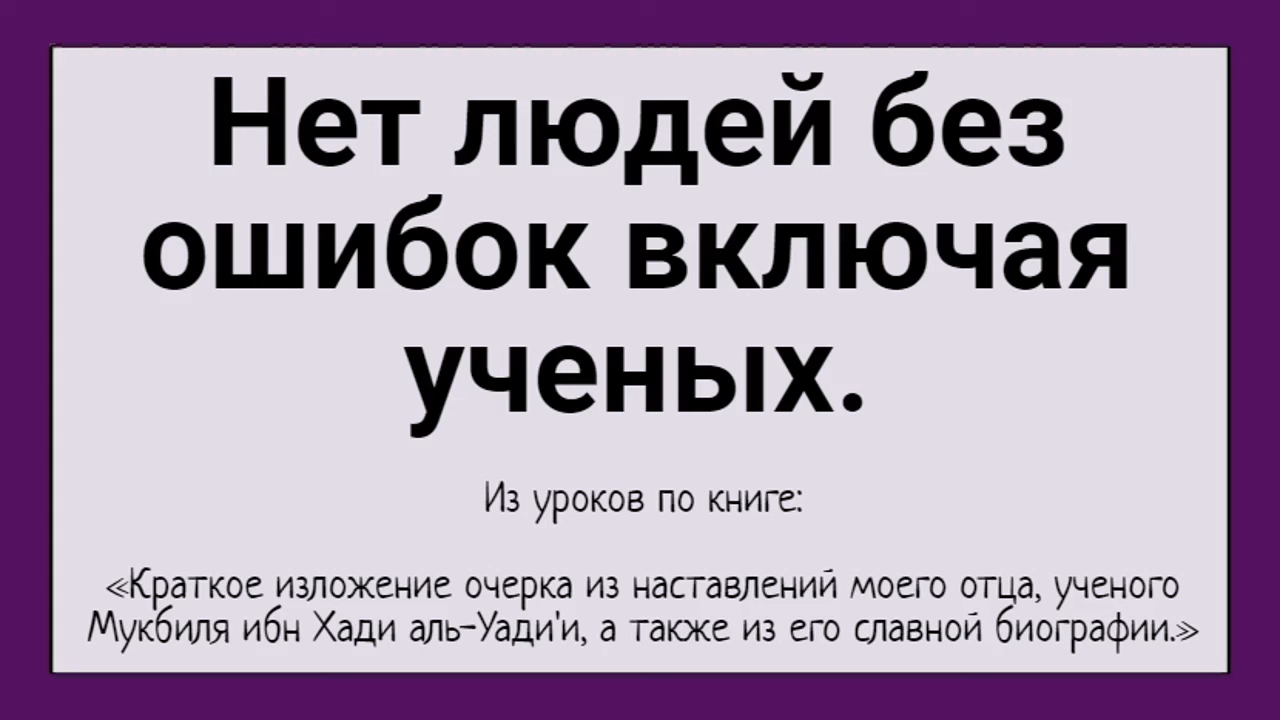 Нет людей без
ошибок включая
ученых.
Из уроков по книге:
«Краткое изложение очерка из наставлений моего отца, ученого
Мукбиля ибн Хади аль-Уади'и, а также из его славной биографии.»